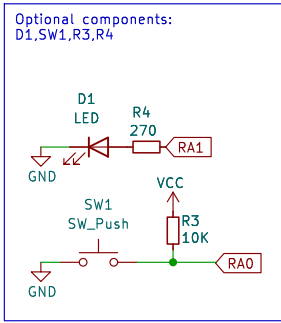 Optional components:
D1,SW1,R3,R4
D1
LED
R4
270
RA1
GND
VCC
SW1
SW_Push
R3
10K
RA0
GND